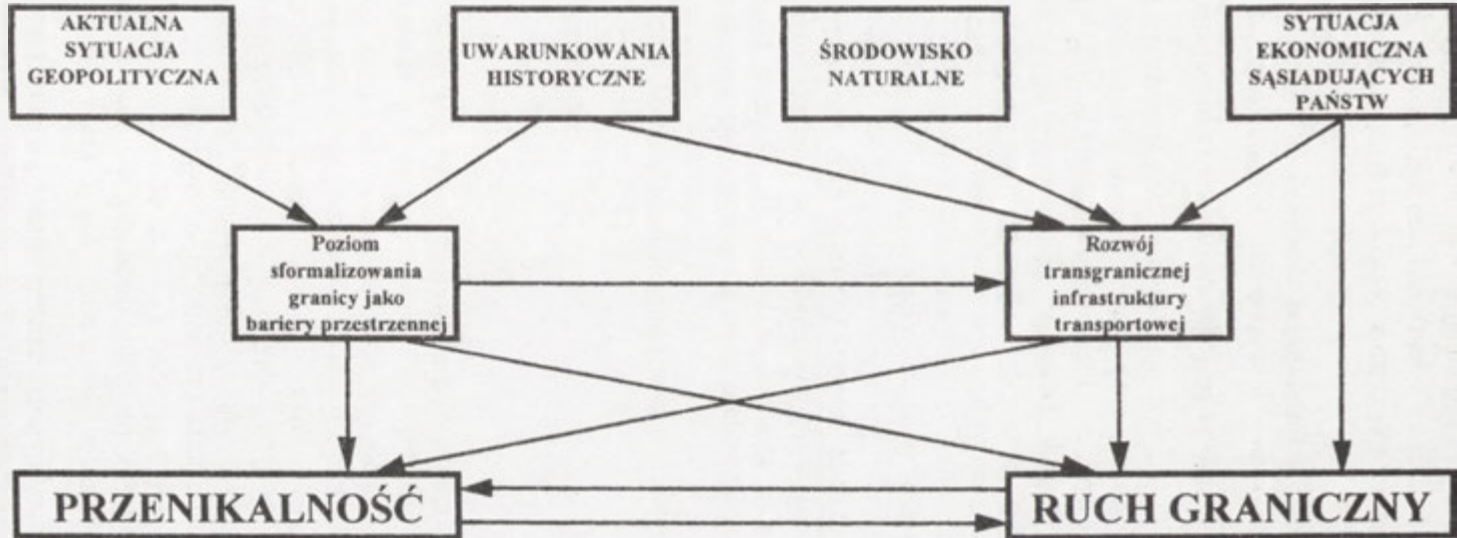 AKTUALNA
SYTUACJA
GEOPOLITYCZNA
UWARUNKOWANIA
HISTORYCZNE
ŚRODOWISKO
NATURALNE
SYTUACJA
EKONOMICZNA
SĄSIADUJĄCYCH
PAŃSTW
Poziom
sformalizowania
granicy jako
bariery przestrzennej
Rozwój
transgranicznej
infrastruktury
transportowej
PRZENIKALNOŚĆ
RUCH GRANICZNY